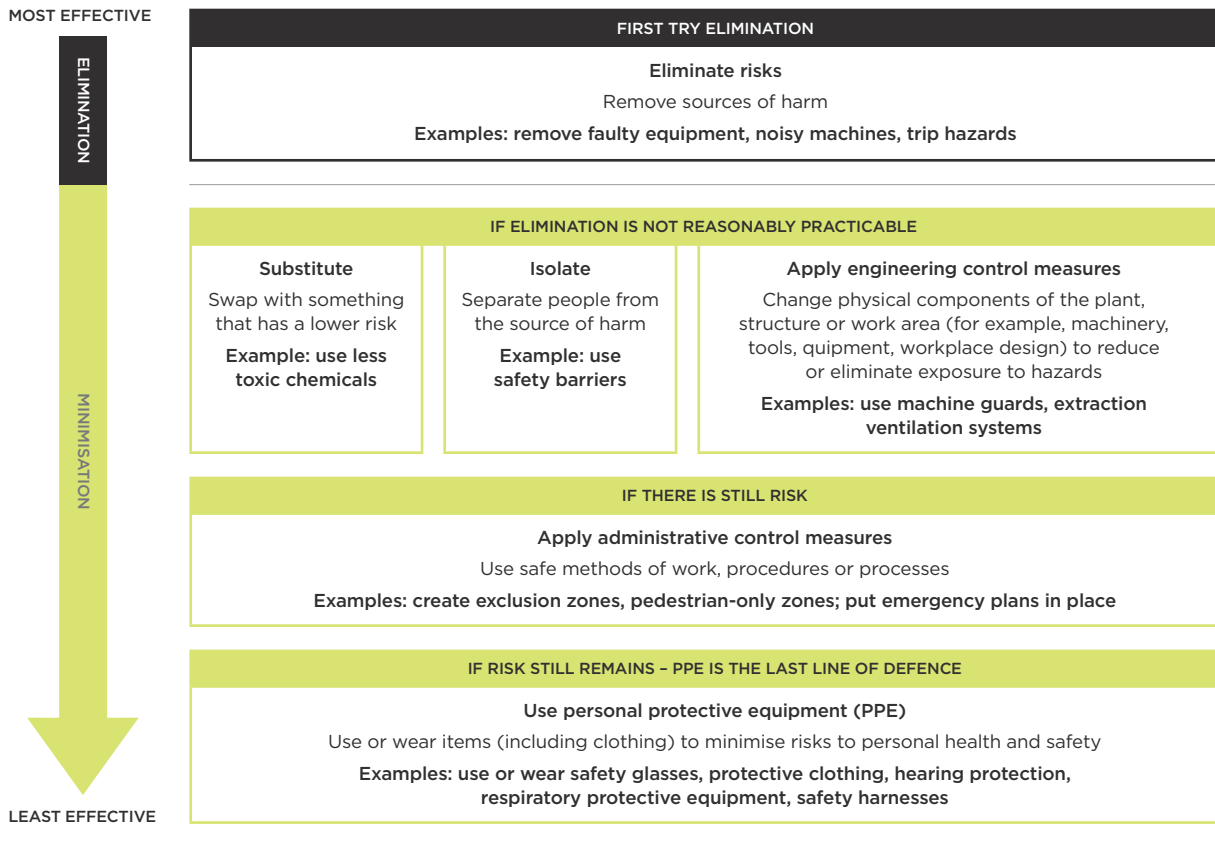 MOST EFFECTIVE
ELIMINATION
MINIMISATION
LEAST EFFECTIVE
FIRST TRY ELIMINATION
Eliminate risks
Remove sources of harm
Examples: remove faulty equipment, noisy machines, trip hazards
IF ELIMINATION IS NOT REASONABLY PRACTICABLE
Substitute
Swap with something
that has a lower risk
Example: use less
toxic chemicals
Isolate
Separate people from
the source of harm
Example: use
safety barriers
Apply engineering control measures
Change physical components of the plant,
structure or work area (for example, machinery,
tools, quipment, workplace design) to reduce
or eliminate exposure to hazards
Examples: use machine guards, extraction
ventilation systems
IF THERE IS STILL RISK
Apply administrative control measures
Use safe methods of work, procedures or processes
Examples: create exclusion zones, pedestrian-only zones; put emergency plans in place
IF RISK STILL REMAINS – PPE IS THE LAST LINE OF DEFENCE
Use personal protective equipment (PPE)
Use or wear items (including clothing) to minimise risks to personal health and safety
Examples: use or wear safety glasses, protective clothing, hearing protection,
respiratory protective equipment, safety harnesses